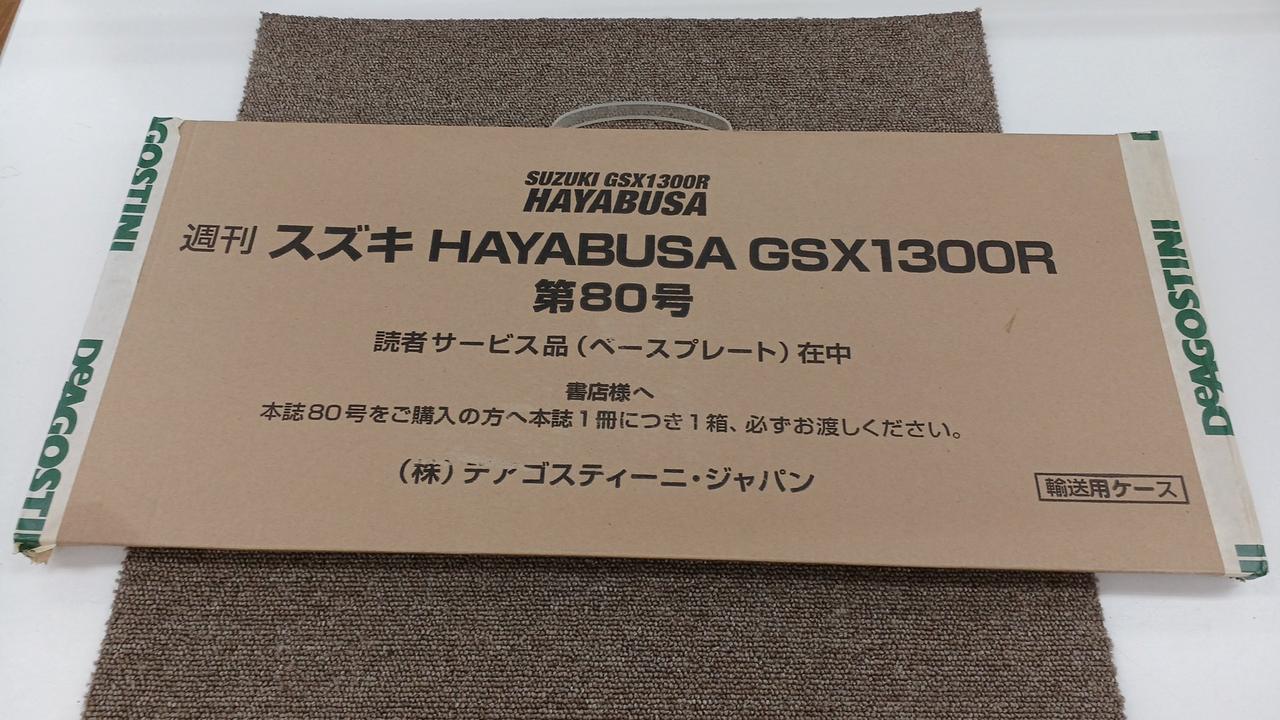 SUZUKI GSX1300R
HAYABUSA
週刊 スズキ HAYABUSA GSX1300R
第80号
読者サービス品（ベースプレート）在中
書店様へ
本誌80号をご購入の方へ本誌1冊につき1箱、必ずお渡しください。
（株）デアゴスティーニ・ジャパン
輸送用ケース
AGOSTINI
DeAGOSTINI
DeAGOSTINI